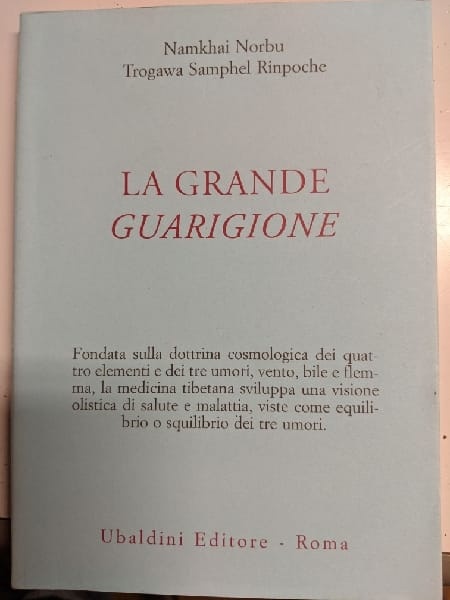 Namkhai Norbu
Trogawa Samphel Rinpoche
LA GRANDE
GUARIGIONE
Fondata sulla dottrina cosmologica dei quat-
tro elementi e dei tre umori, vento, bile e flem-
ma, la medicina tibetana sviluppa una visione
olistica di salute e malattia, viste come equili-
brio o squilibrio dei tre umori.
Ubaldini Editore - Roma